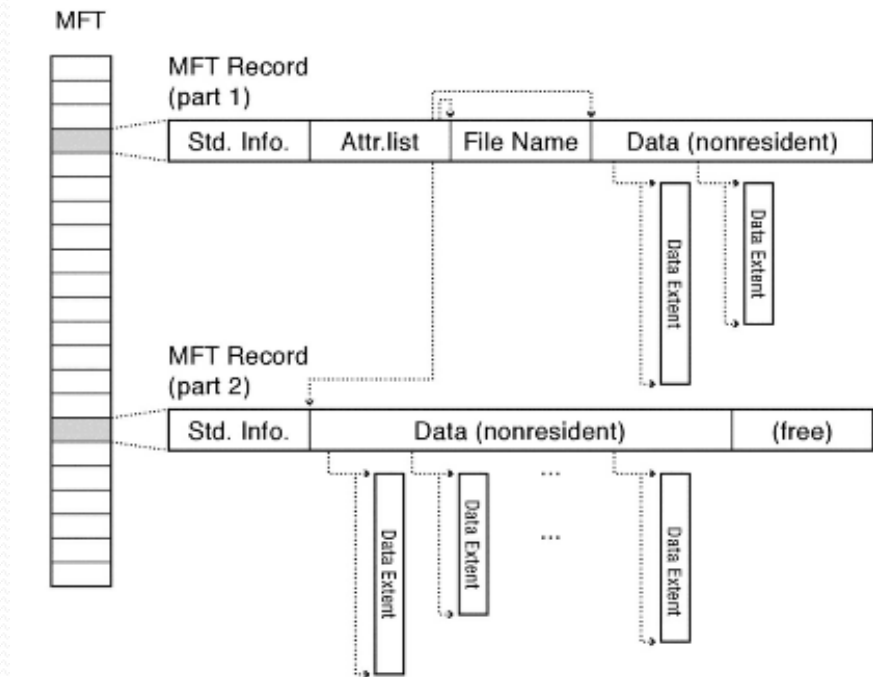 MFT
MFT Record
(part 1)
Std. Info.
Attr.list
File Name
Data (nonresident)
Data Extent
Data Extent
MFT Record
(part 2)
Std. Info.
Data (nonresident)
(free)
Data Extent
Data Extent
...
...
Data Extent